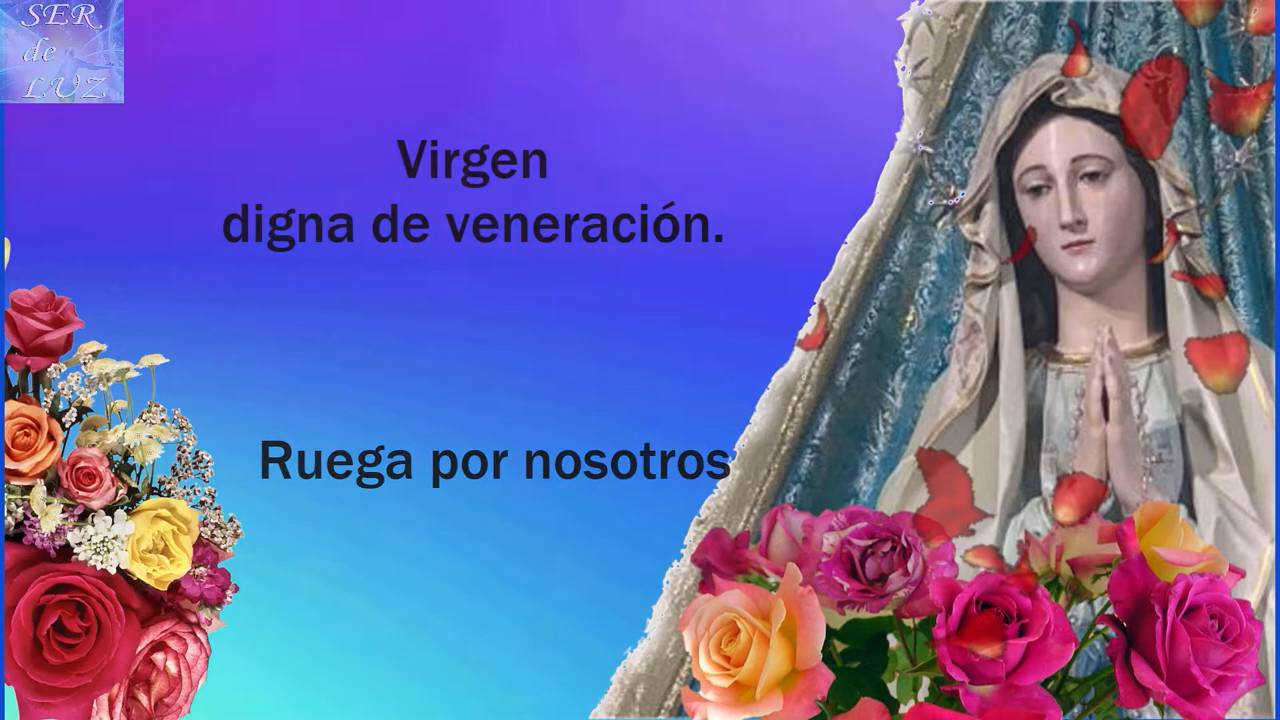 SER
de
LUZ
Virgen
digna de veneración.
Ruega por nosotros